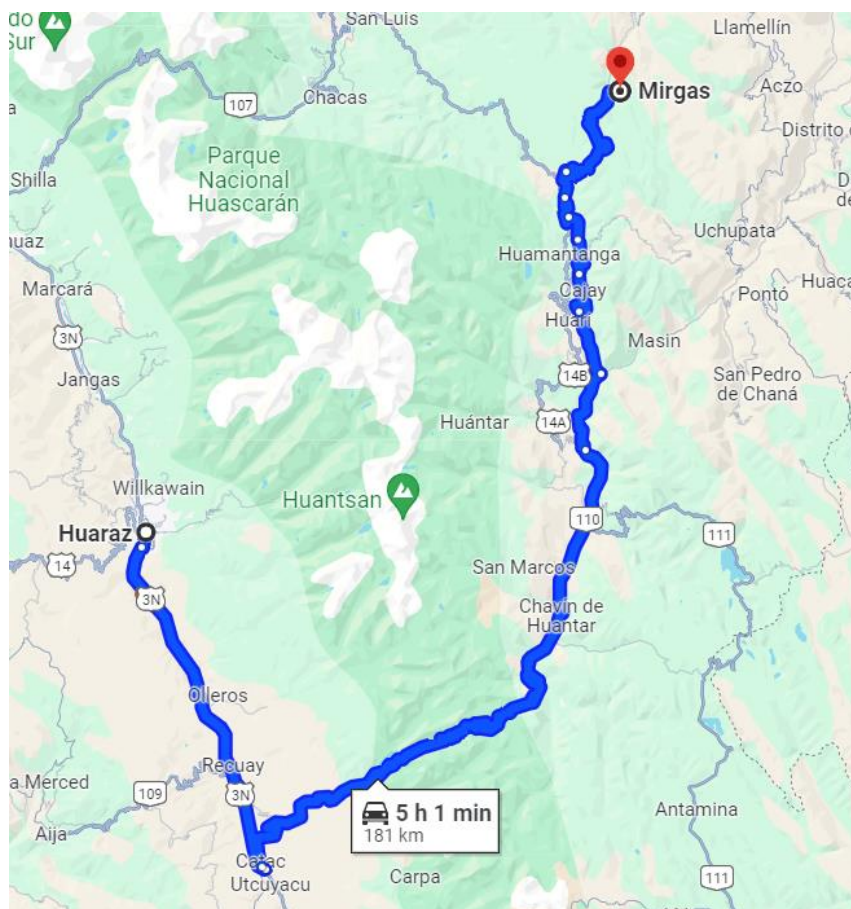 do
Sur
San Luis
Llamellín
107
Chacas
Mirgas
Aczo
Parque
Nacional
Huascarán
Distrito d
Shilla
Uchupata
Huamantanga
Marcará
Cajay
Pontó
Huaca
Huari
3N
Masin
Jangas
14B
San Pedro
de Chaná
14A
Huántar
Willkawain
Huantsan
110
Huaraz
111
14
San Marcos
3N
Chavín de
Huantar
Olleros
Recuay
a Merced
109
3N
5 h 1 min
181 km
Antamina
Aija
Catac
Utcuyacu
Carpa
111